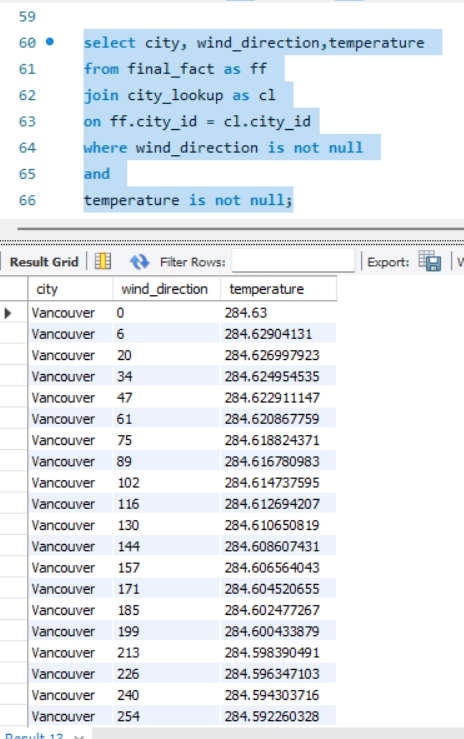 59
60 select city, wind_direction,temperature
61 from final_fact as ff
62 join city_lookup as cl
63 on ff.city_id = cl.city_id
64 where wind_direction is not null
65 and
66 temperature is not null;
Result Grid Filter Rows: Export:
city wind_direction temperature
Vancouver 0 284.63
Vancouver 6 284.62904131
Vancouver 20 284.626997923
Vancouver 34 284.624954535
Vancouver 47 284.622911147
Vancouver 61 284.620867759
Vancouver 75 284.618824371
Vancouver 89 284.616780983
Vancouver 102 284.614737595
Vancouver 116 284.612694207
Vancouver 130 284.610650819
Vancouver 144 284.608607431
Vancouver 157 284.606564043
Vancouver 171 284.604520655
Vancouver 185 284.602477267
Vancouver 199 284.600433879
Vancouver 213 284.598390491
Vancouver 226 284.596347103
Vancouver 240 284.594303716
Vancouver 254 284.592260328
Result 13